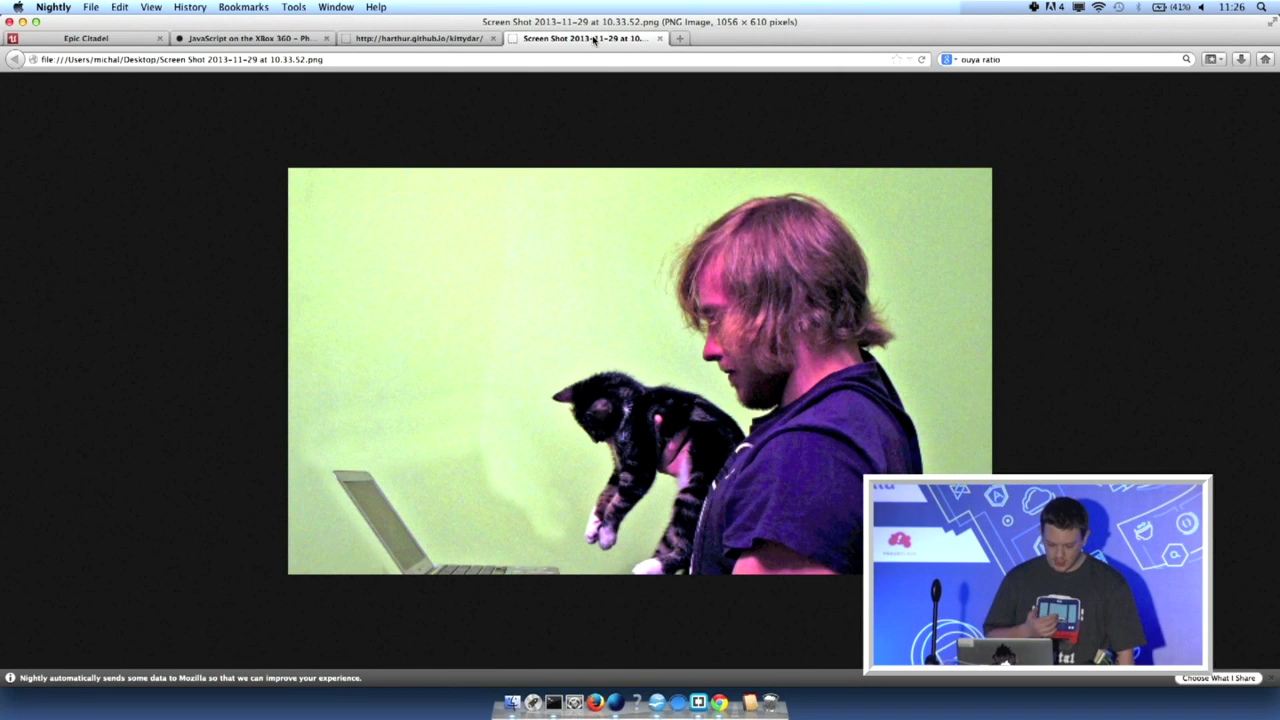 Nightly File Edit View History Bookmarks Tools Window Help 4 (41%) 11:26
Screen Shot 2013-11-29 at 10.33.52.png (PNG Image, 1056 × 610 pixels)
Epic Citadel × JavaScript on the XBox 360 – Ph... × http://harthur.github.io/kittydar/ × Screen Shot 2013-11-29 at 10.... × +
file:///Users/michal/Desktop/Screen Shot 2013-11-29 at 10.33.52.png ouya ratio
Nightly automatically sends some data to Mozilla so that we can improve your experience. Choose What I Share ×